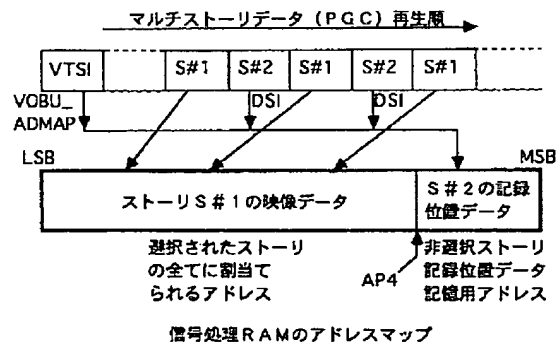 マルチストーリデータ（PGC）再生順
VTSI S#1 S#2 S#1 S#2 S#1
VOBU_ DSI DSI
ADMAP
LSB MSB
ストーリS#1の映像データ
S#2の記録
位置データ
選択されたストーリ
の全てに割当て
られるアドレス
AP4
非選択ストーリ
記録位置データ
記憶用アドレス
信号処理RAMのアドレスマップ